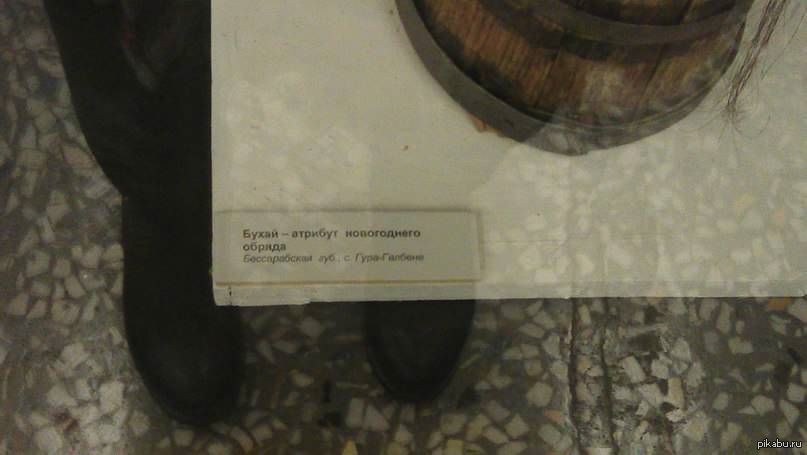 Бухай – атрибут новогоднего
обряда
Бессарабская губ., с. Гура-Галбене
pikabu.ru